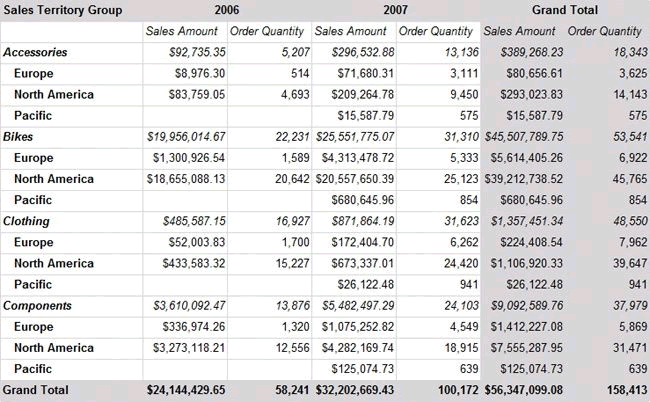 Sales Territory Group 2006 2007 Grand Total
Sales Amount Order Quantity Sales Amount Order Quantity Sales Amount Order Quantity
Accessories $92,735.35 5,207 $296,532.88 13,136 $389,268.23 18,343
Europe $8,976.30 514 $71,680.31 3,111 $80,656.61 3,625
North America $83,759.05 4,693 $209,264.78 9,450 $293,023.83 14,143
Pacific $15,587.79 575 $15,587.79 575
Bikes $19,956,014.67 22,231 $25,551,775.07 31,310 $45,507,789.75 53,541
Europe $1,300,926.54 1,589 $4,313,478.72 5,333 $5,614,405.26 6,922
North America $18,655,088.13 20,642 $20,557,650.39 25,123 $39,212,738.52 45,765
Pacific $680,645.96 854 $680,645.96 854
Clothing $485,587.15 16,927 $871,864.19 31,623 $1,357,451.34 48,550
Europe $52,003.83 1,700 $172,404.70 6,262 $224,408.54 7,962
North America $433,583.32 15,227 $673,337.01 24,420 $1,106,920.33 39,647
Pacific $26,122.48 941 $26,122.48 941
Components $3,610,092.47 13,876 $5,482,497.29 24,103 $9,092,589.76 37,979
Europe $336,974.26 1,320 $1,075,252.82 4,549 $1,412,227.08 5,869
North America $3,273,118.21 12,556 $4,282,169.74 18,915 $7,555,287.95 31,471
Pacific $125,074.73 639 $125,074.73 639
Grand Total $24,144,429.65 58,241 $32,202,669.43 100,172 $56,347,099.08 158,413